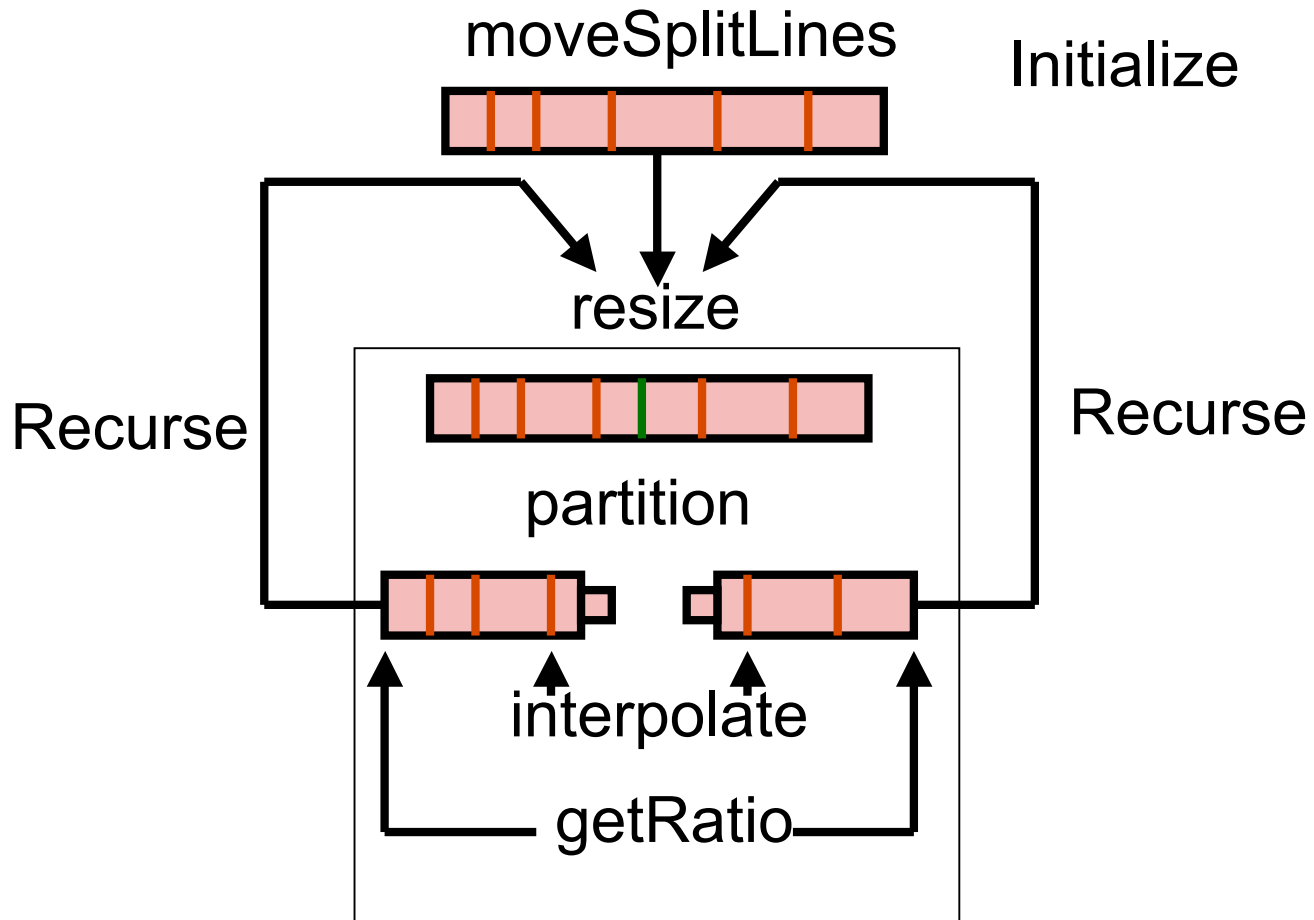 moveSplitLines
Initialize
resize
Recurse
Recurse
partition
interpolate
getRatio